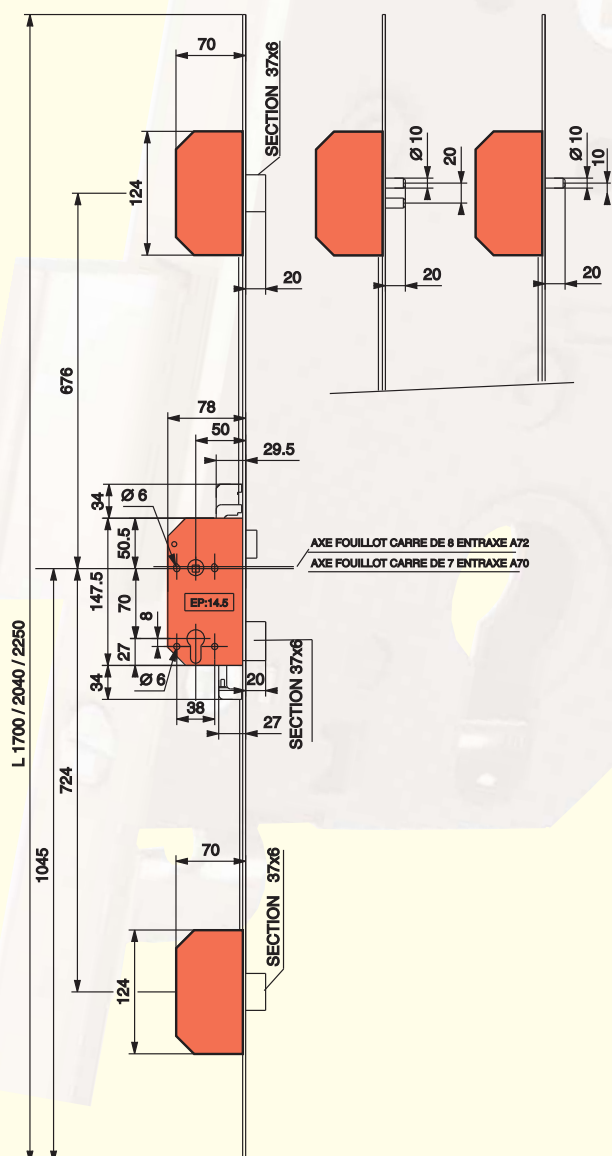 70
SECTION 37x6
124
20
Ø 10
20
20
Ø 10
10
20
676
78
50
29.5
34
Ø 6
50.5
AXE FOUILLOT CARRE DE 8 ENTRAXE A72
AXE FOUILLOT CARRE DE 7 ENTRAXE A70
147.5
EP:14.5
70
8
27
Ø 6
20
34
38
27
SECTION 37x6
L 1700 / 2040 / 2250
724
1045
70
SECTION 37x6
124